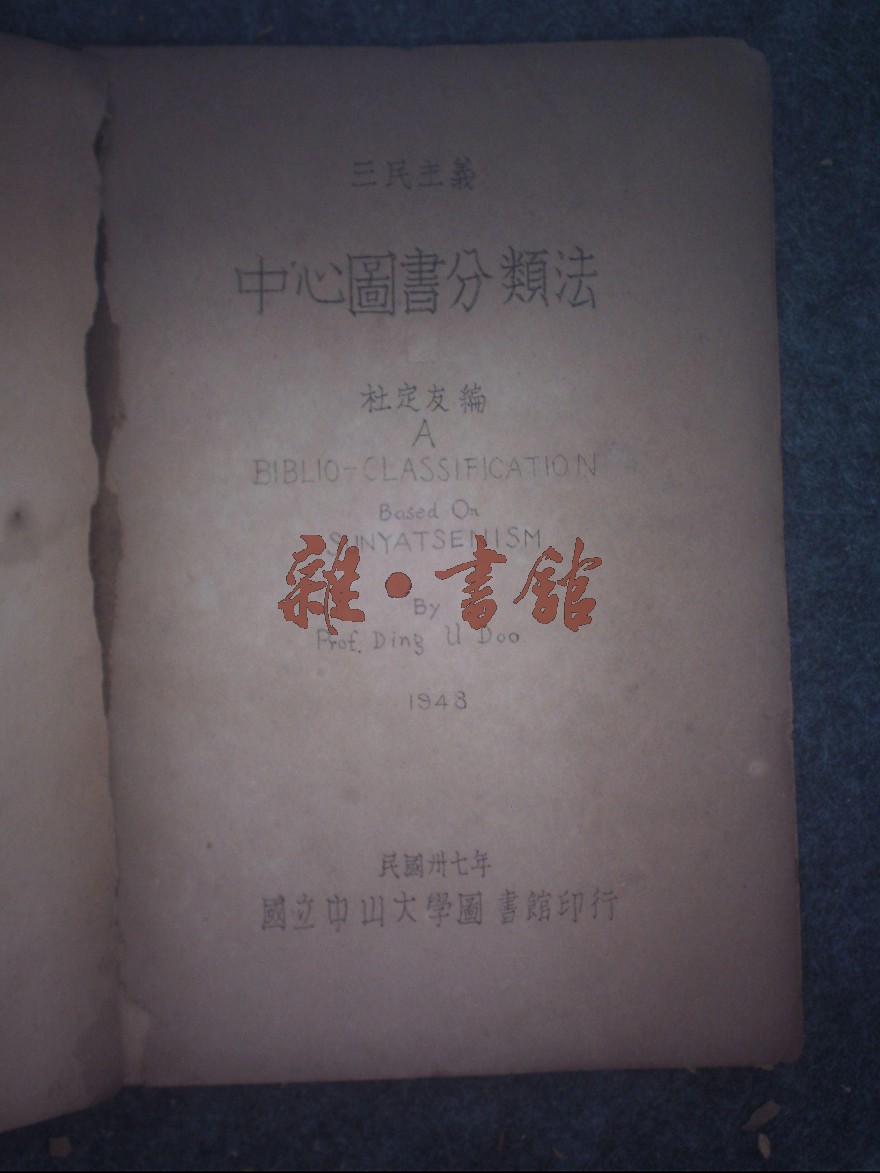 三民主義
中心圖書分類法
杜定友編
A
BIBLIO-CLASSIFICATION
Based On
SUNYATSENISM
雜·書館
By
Prof. Ding U Doo
1948
民國卅七年
國立中山大學圖書館印行